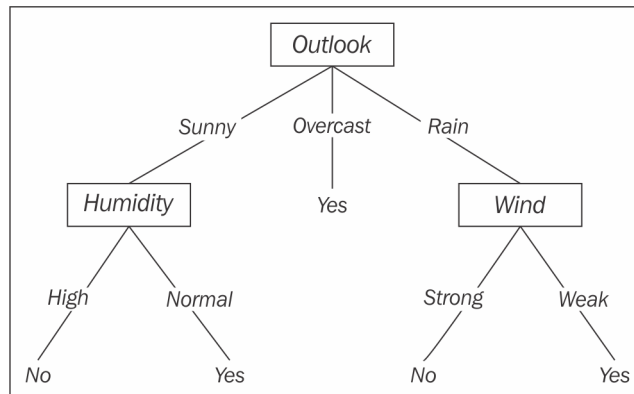 Outlook
Sunny Overcast Rain
Humidity Yes Wind
High Normal Strong Weak
No Yes No Yes